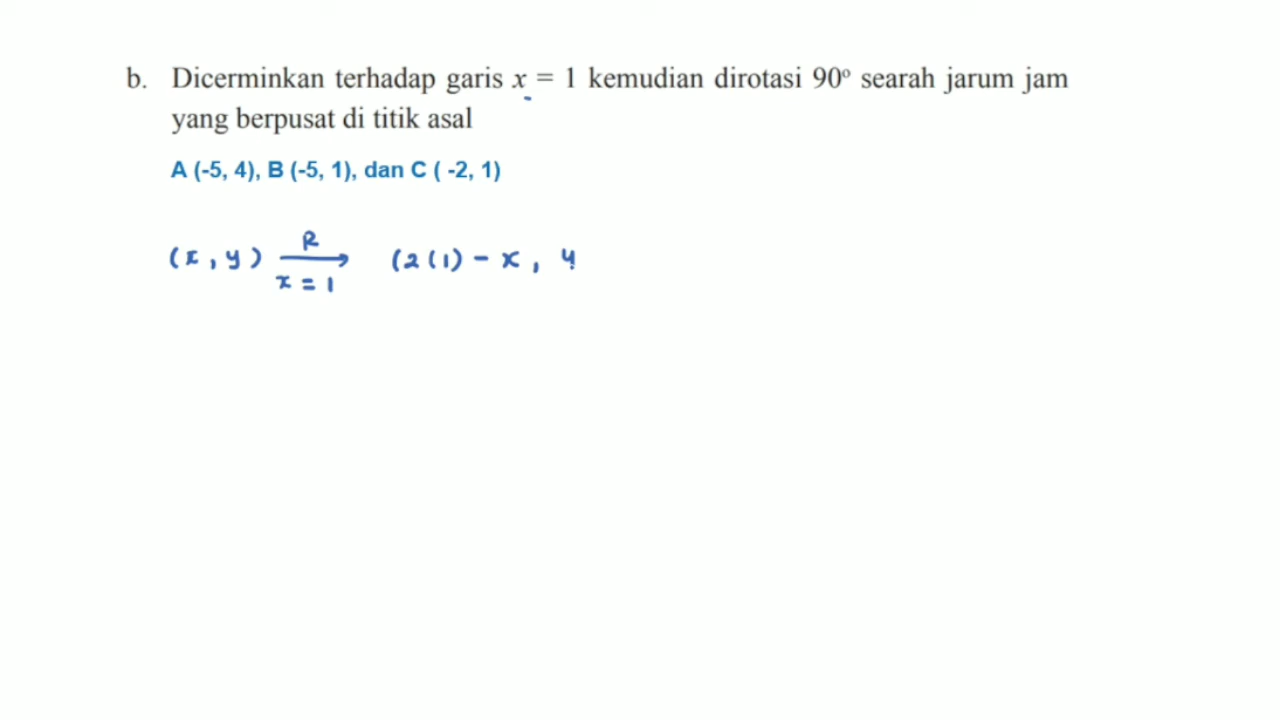 b. Dicerminkan terhadap garis x = 1 kemudian dirotasi 90° searah jarum jam
yang berpusat di titik asal
A (-5, 4), B (-5, 1), dan C ( -2, 1)
(x, y) R→ x = 1 (2(1) - x, y